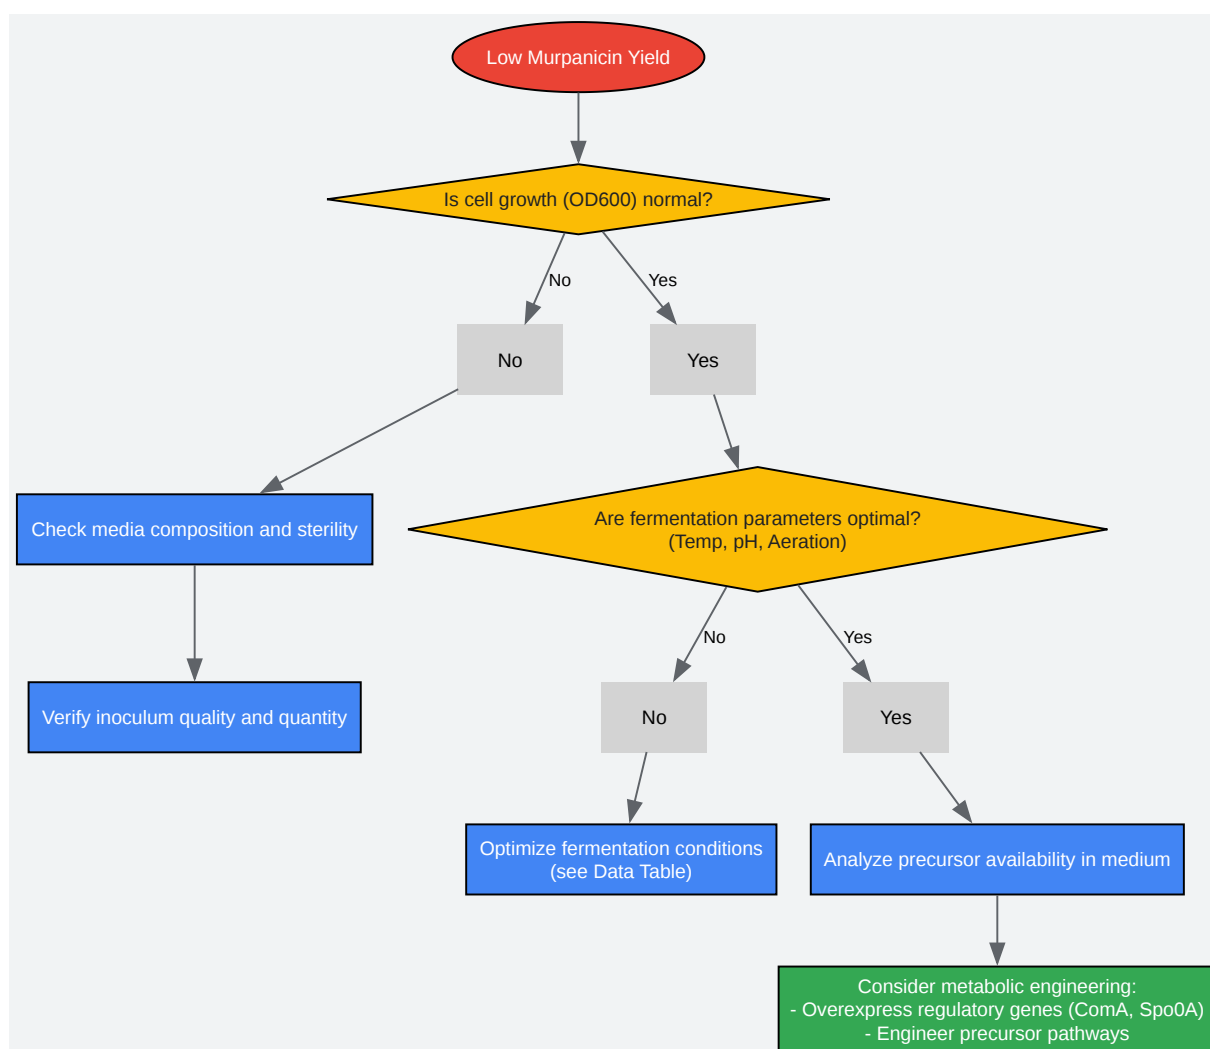 Low Murpanicin Yield
Is cell growth (OD600) normal?
No
Yes
No
Yes
Check media composition and sterility
Are fermentation parameters optimal?
(Temp, pH, Aeration)
No
Yes
Verify inoculum quality and quantity
No
Yes
Optimize fermentation conditions
(see Data Table)
Analyze precursor availability in medium
Consider metabolic engineering:
- Overexpress regulatory genes (ComA, Spo0A)
- Engineer precursor pathways